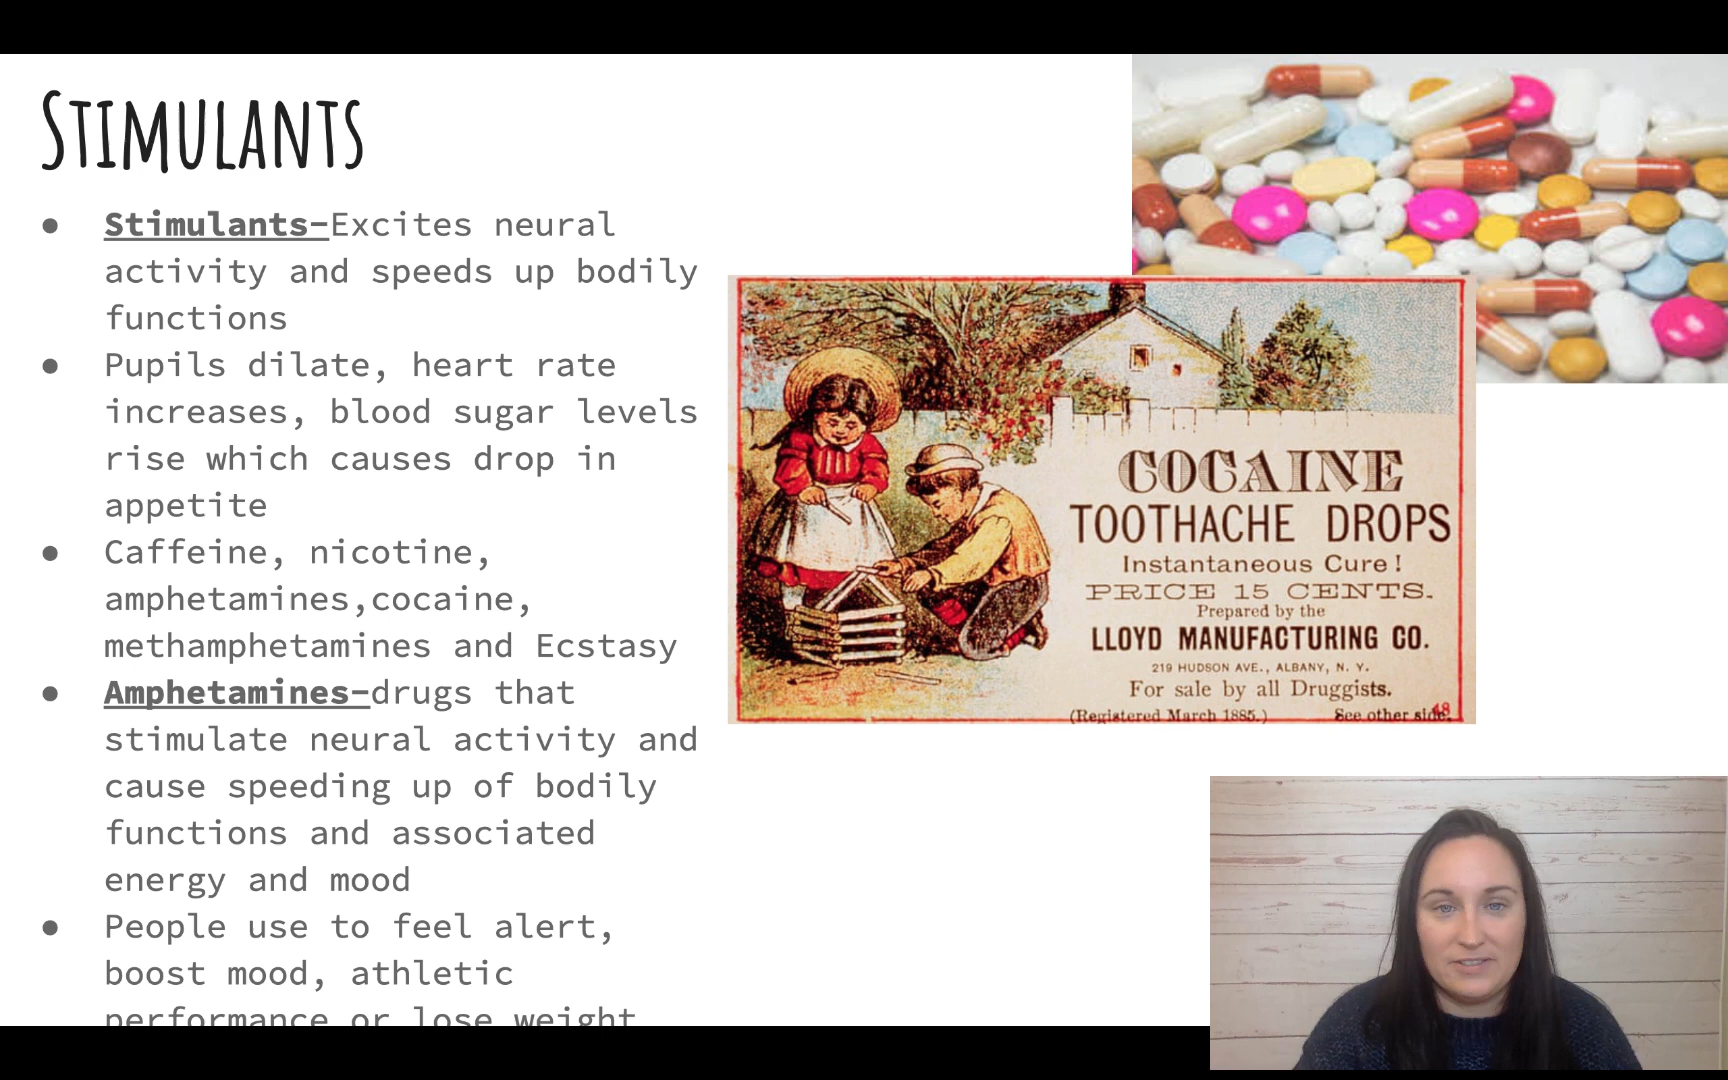 STIMULANTS
● Stimulants-Excites neural
activity and speeds up bodily
functions
● Pupils dilate, heart rate
increases, blood sugar levels
rise which causes drop in
appetite
● Caffeine, nicotine,
amphetamines,cocaine,
methamphetamines and Ecstasy
● Amphetamines-drugs that
stimulate neural activity and
cause speeding up of bodily
functions and associated
energy and mood
● People use to feel alert,
boost mood, athletic
performance or lose weight
COCAINE
TOOTHACHE DROPS
Instantaneous Cure!
PRICE 15 CENTS.
Prepared by the
LLOYD MANUFACTURING CO.
219 HUDSON AVE., ALBANY, N. Y.
For sale by all Druggists.
(Registered March 1885.) See other side.
48